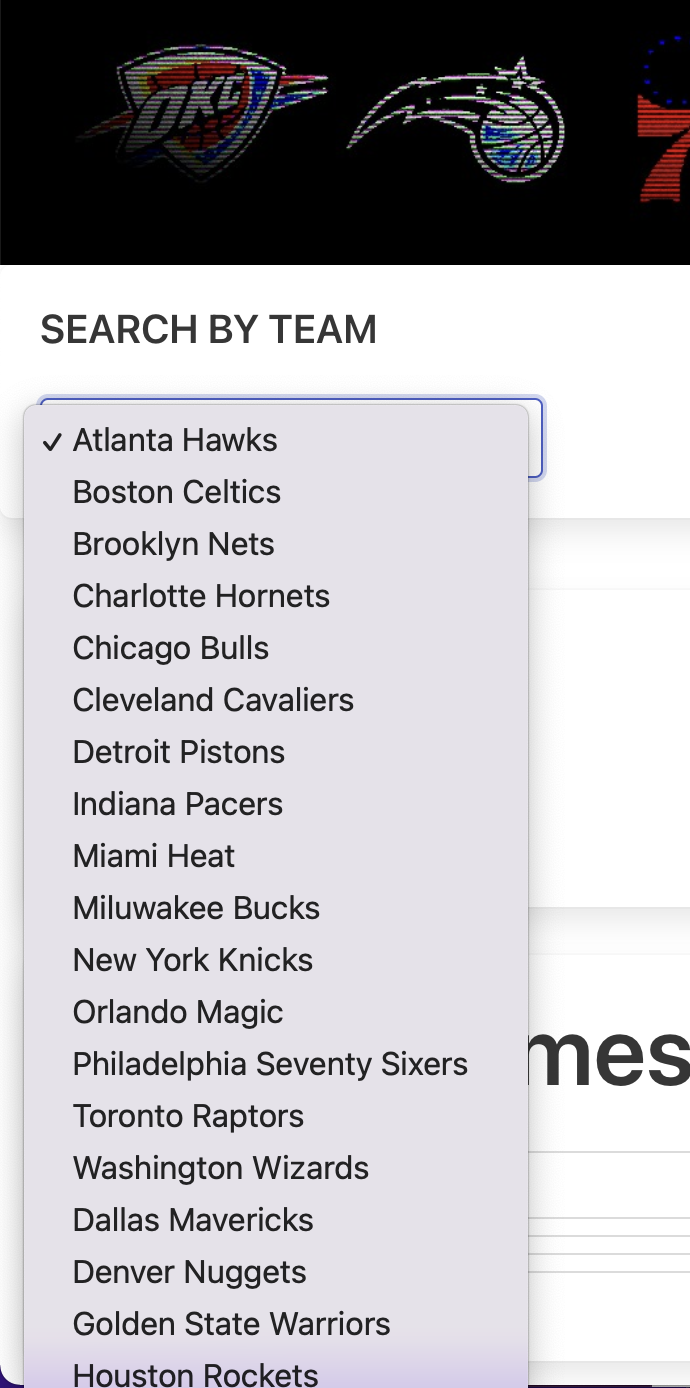 OKC
7
SEARCH BY TEAM
✓ Atlanta Hawks
Boston Celtics
Brooklyn Nets
Charlotte Hornets
Chicago Bulls
Cleveland Cavaliers
Detroit Pistons
Indiana Pacers
Miami Heat
Miluwakee Bucks
New York Knicks
Orlando Magic
mes
Philadelphia Seventy Sixers
Toronto Raptors
Washington Wizards
Dallas Mavericks
Denver Nuggets
Golden State Warriors
Houston Rockets